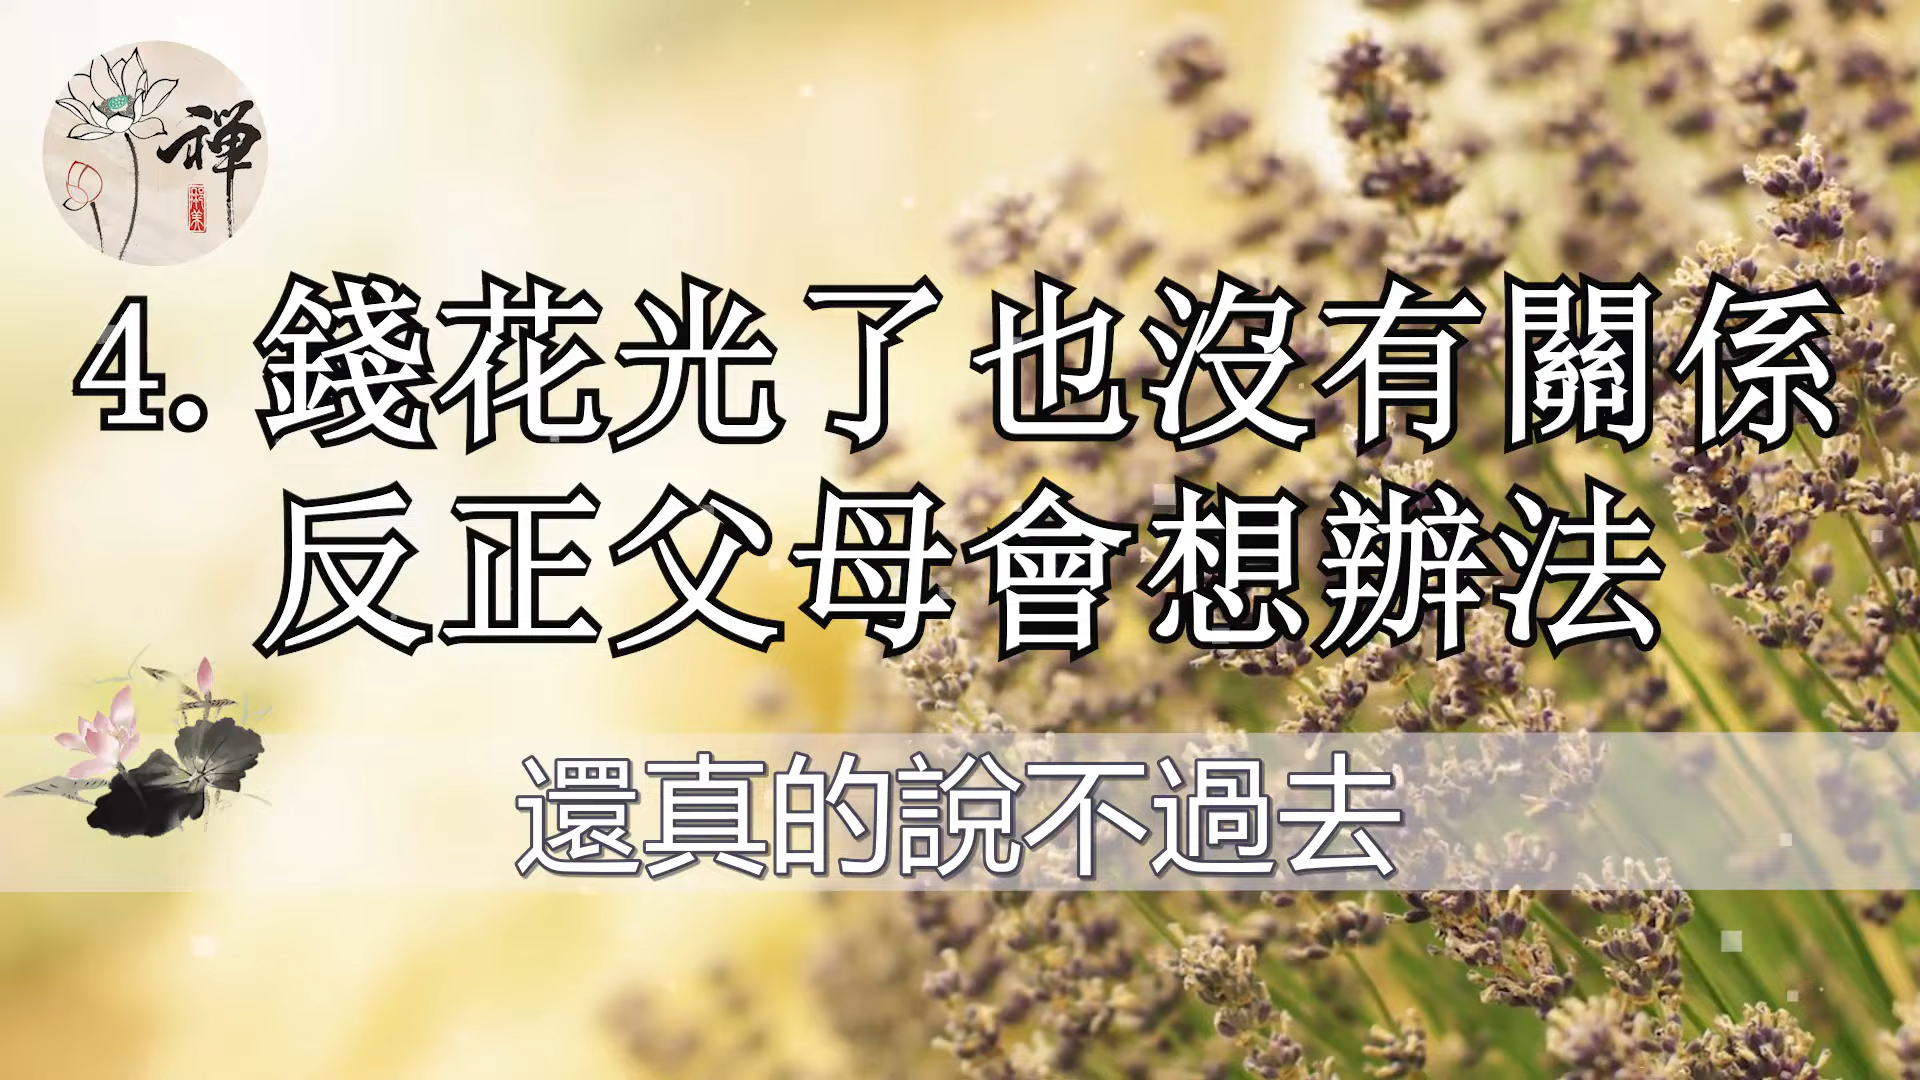 禅
4. 錢花光了也沒有關係
反正父母會想辦法
還真的說不過去